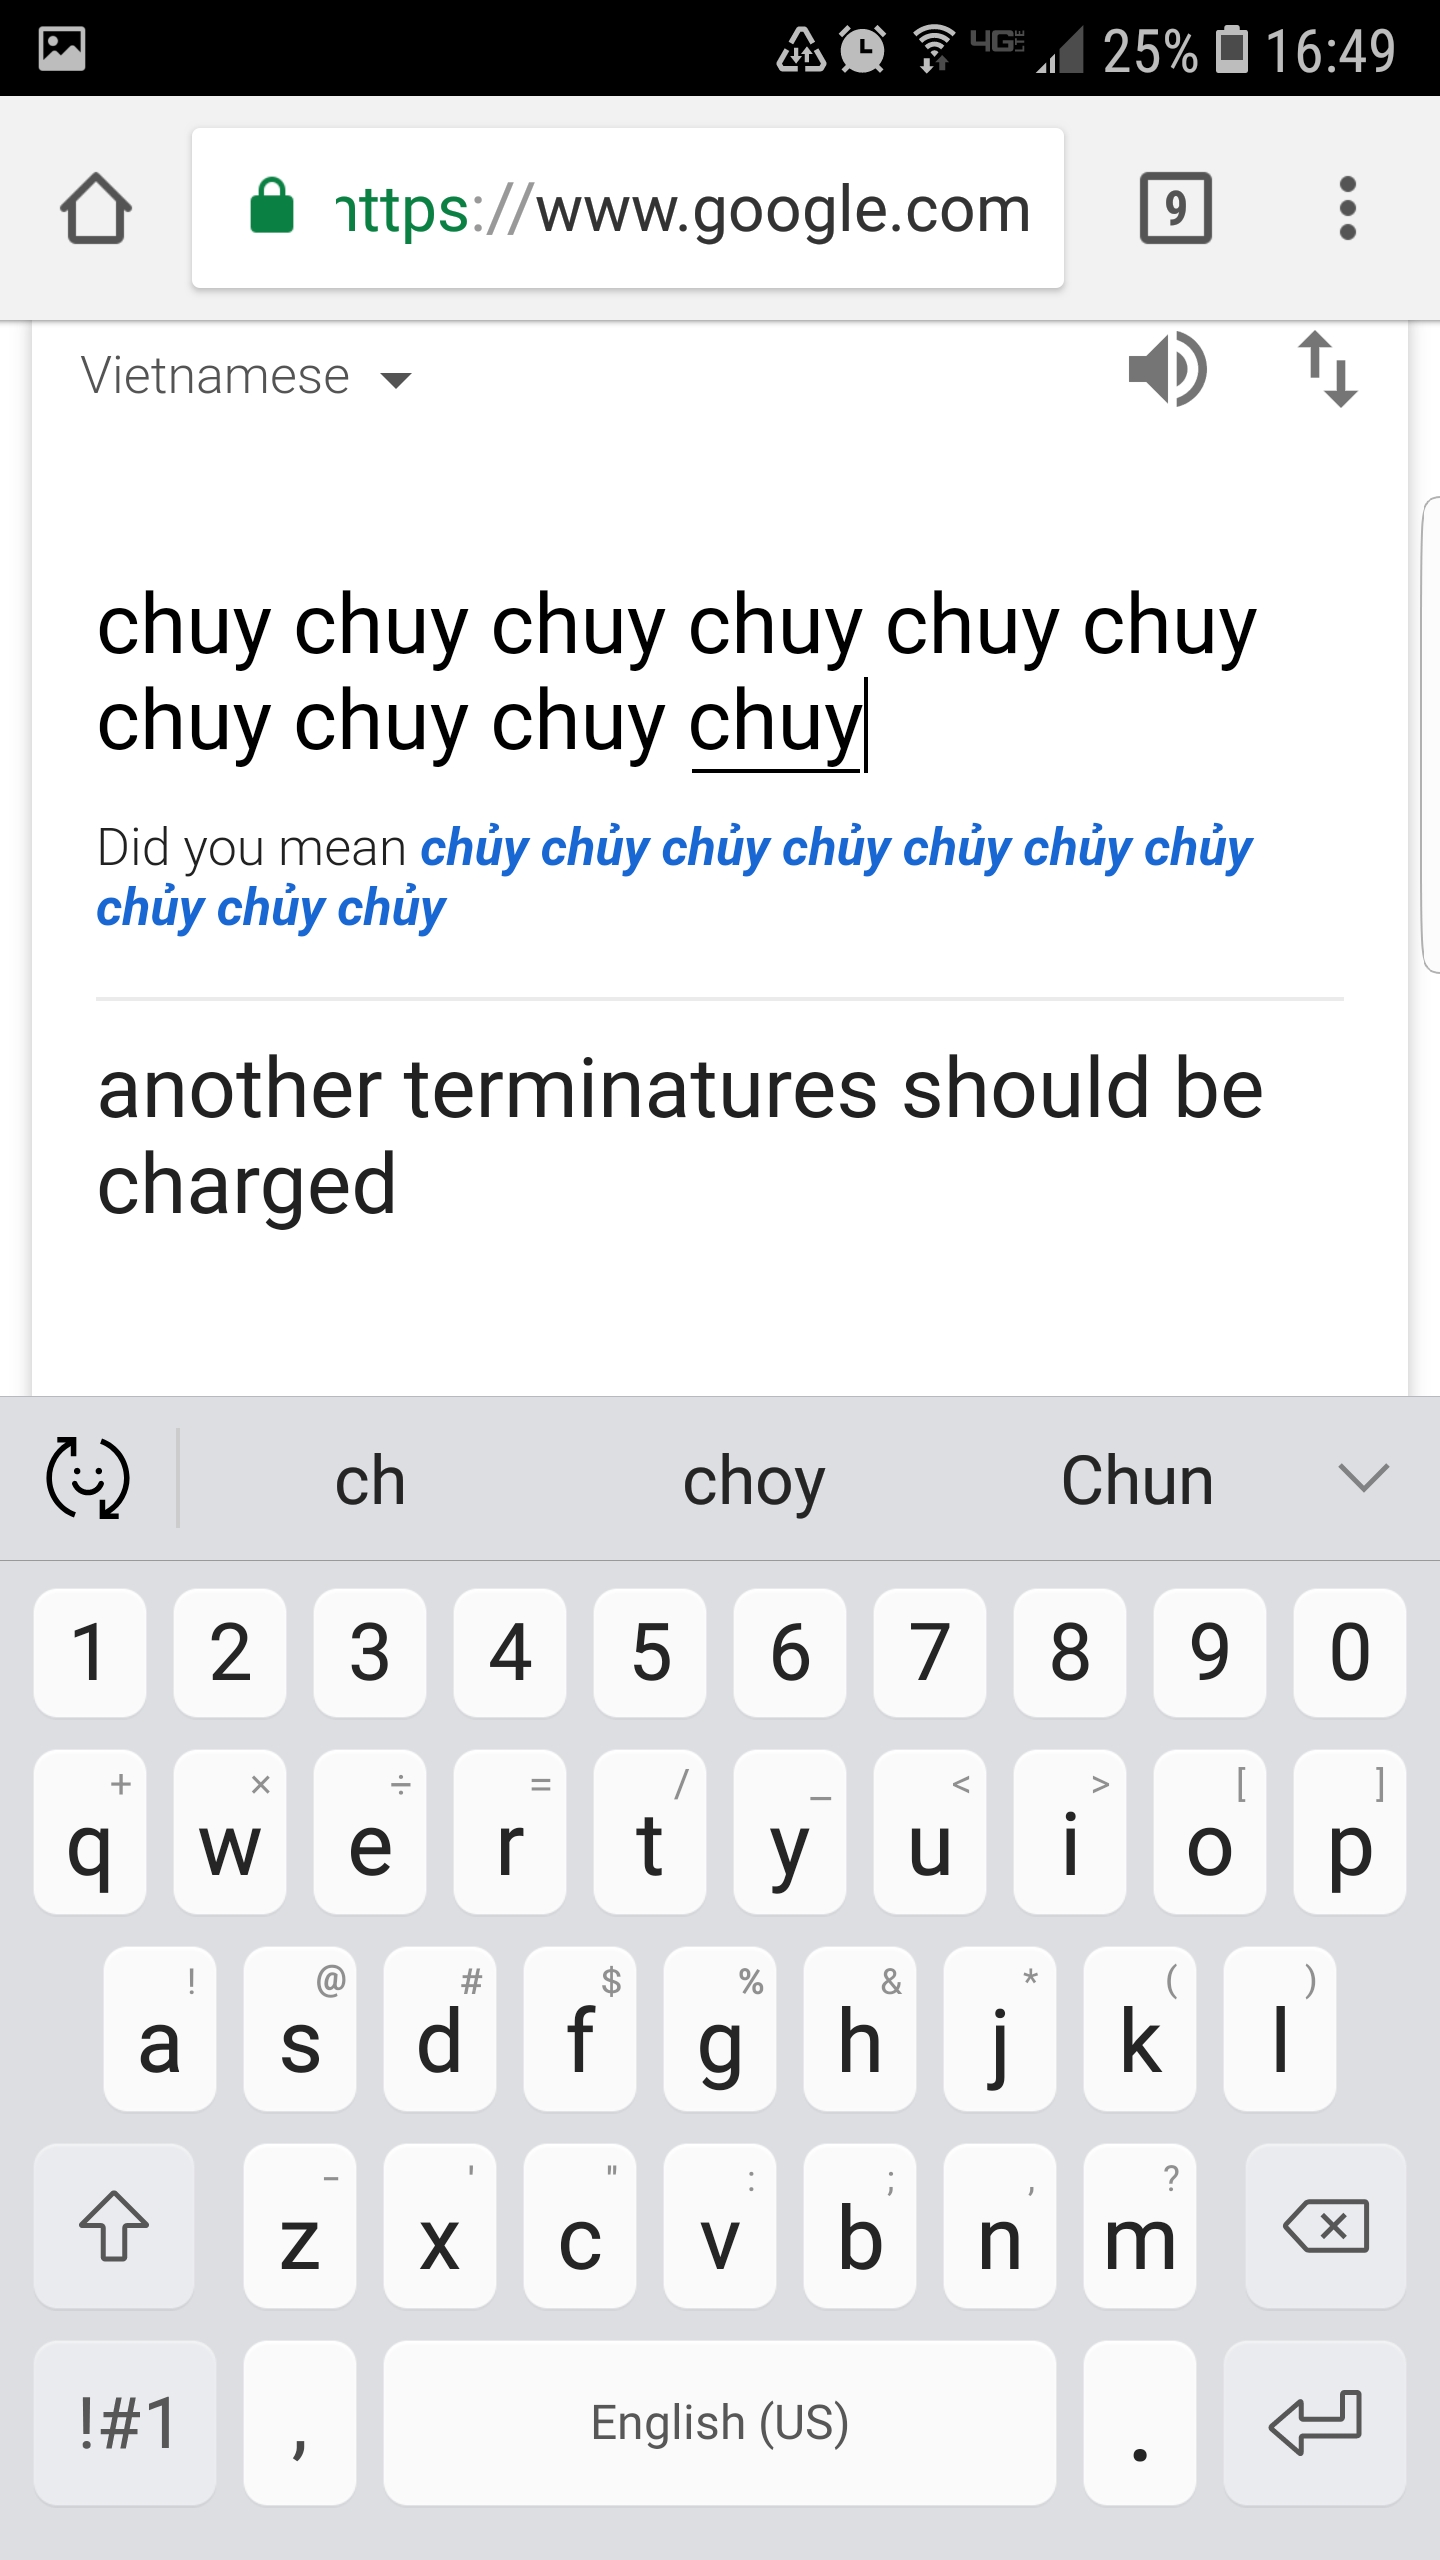 25% 16:49
https://www.google.com 9
Vietnamese
chuy chuy chuy chuy chuy chuy
chuy chuy chuy chuy
Did you mean chủy chủy chủy chủy chủy chủy chủy
chủy chủy chủy
another terminatures should be
charged
ch choy Chun
1 2 3 4 5 6 7 8 9 0
+ × ÷ = / _ < > [ ]
q w e r t y u i o p
! @ # $ % & * ( )
a s d f g h j k l
- ' " : ; , ?
z x c v b n m
!#1 , English (US) .